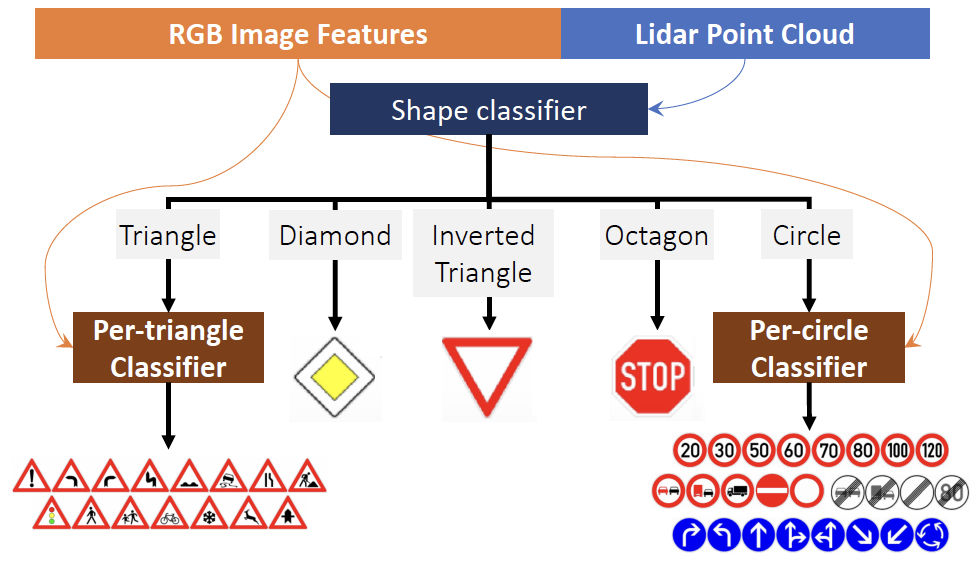 RGB Image Features
Lidar Point Cloud
Shape classifier
Triangle
Diamond
Inverted
Triangle
Octagon
Circle
Per-triangle
Classifier
STOP
Per-circle
Classifier
20 30 50 60 70 80 100 120
80